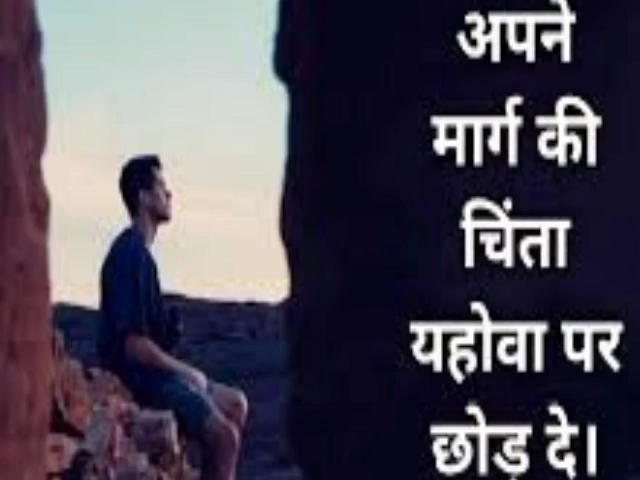 अपने
मार्ग की
चिंता
यहोवा पर
छोड़ दे।